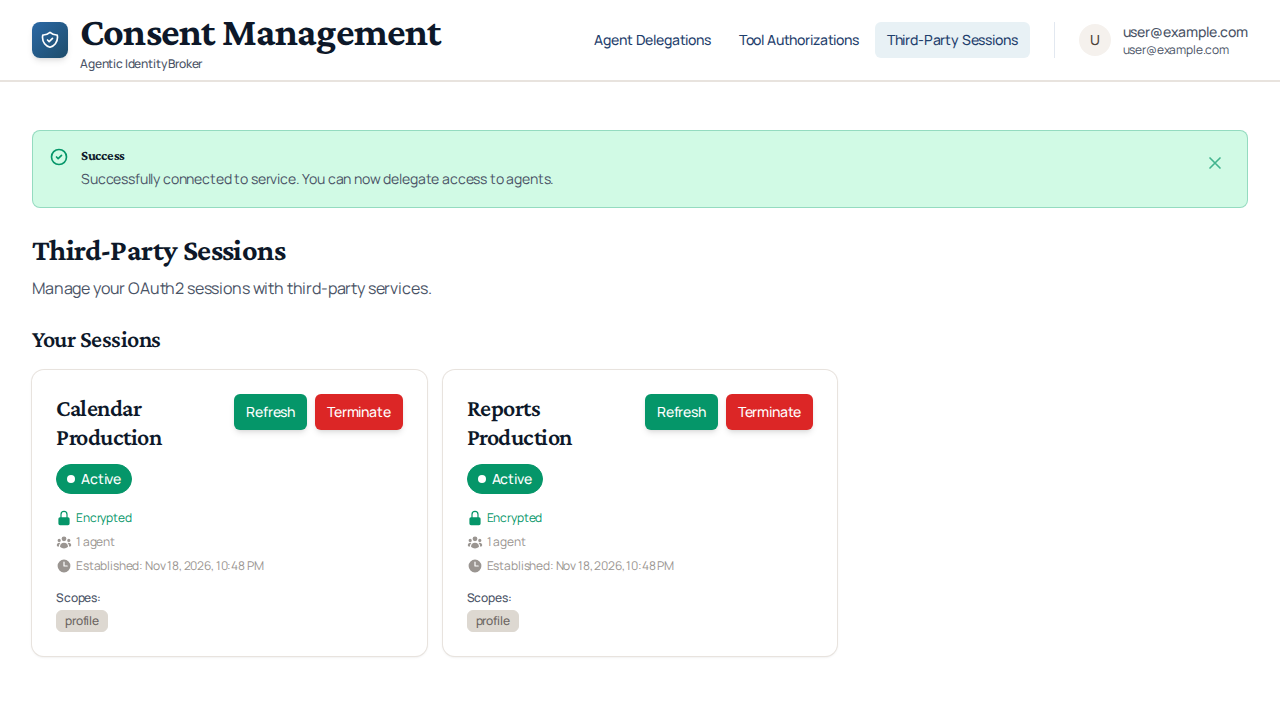 Consent Management
Agentic Identity Broker
Agent Delegations
Tool Authorizations
Third-Party Sessions
U
user@example.com
user@example.com
Success
Successfully connected to service. You can now delegate access to agents.
Third-Party Sessions
Manage your OAuth2 sessions with third-party services.
Your Sessions
Calendar
Production
Refresh
Terminate
Active
Encrypted
1 agent
Established: Nov 18, 2026, 10:48 PM
Scopes:
profile
Reports
Production
Refresh
Terminate
Active
Encrypted
1 agent
Established: Nov 18, 2026, 10:48 PM
Scopes:
profile